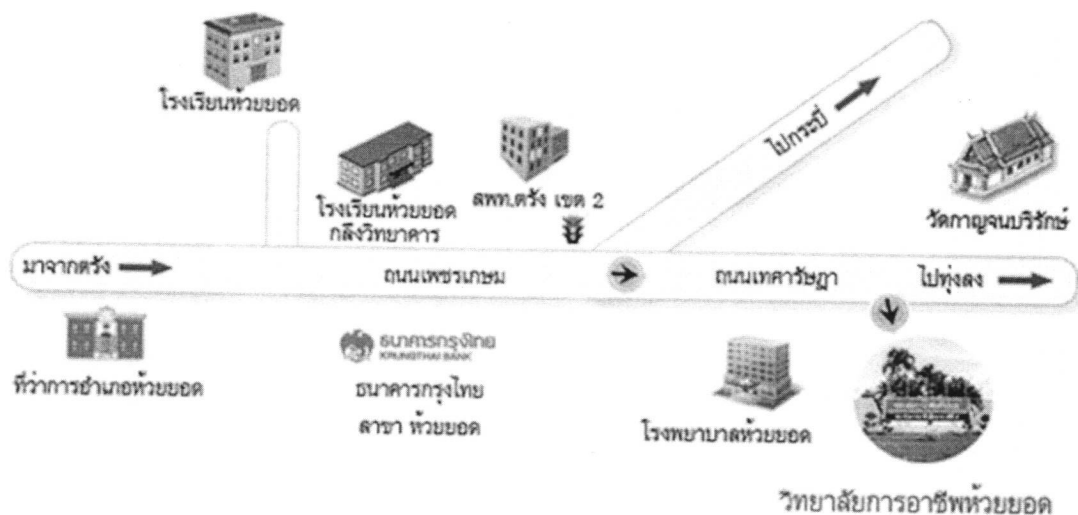 โรงเรียนห้วยยอด
ไปกระบี่
โรงเรียนห้วยยอด
กลึงวิทยาคาร
สพท.ตรัง เขต 2
วัดกาญจนบริรักษ์
มาจากตรัง
ถนนเพชรเกษม
ถนนเทศารัษฎา
ไปทุ่งสง
ที่ว่าการอำเภอห้วยยอด
ธนาคารกรุงไทย
KRUNGTHAI BANK
ธนาคารกรุงไทย
สาขา ห้วยยอด
โรงพยาบาลห้วยยอด
วิทยาลัยการอาชีพห้วยยอด